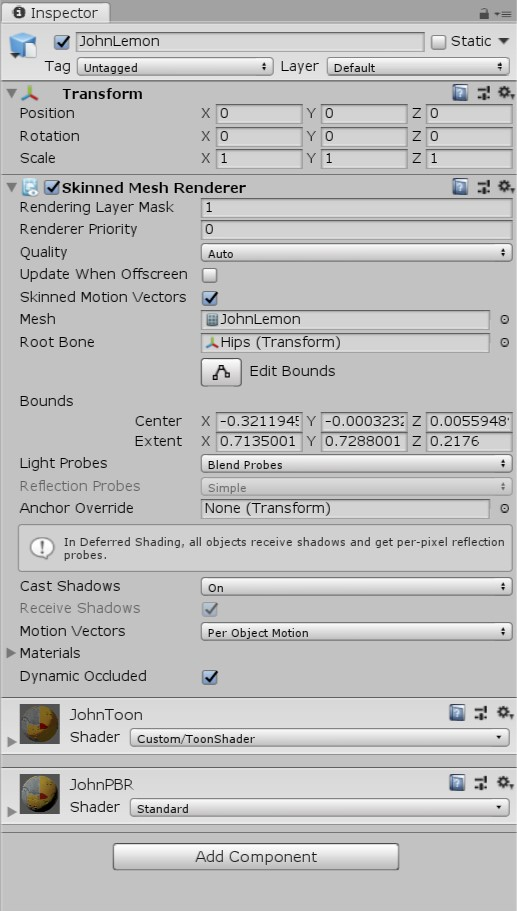 Inspector
JohnLemon Static
Tag Untagged Layer Default
Transform
Position X 0 Y 0 Z 0
Rotation X 0 Y 0 Z 0
Scale X 1 Y 1 Z 1
Skinned Mesh Renderer
Rendering Layer Mask 1
Renderer Priority 0
Quality Auto
Update When Offscreen
Skinned Motion Vectors
Mesh JohnLemon
Root Bone Hips (Transform)
Edit Bounds
Bounds
Center X -0.3211945 Y -0.0003232 Z 0.0055948
Extent X 0.7135001 Y 0.7288001 Z 0.2176
Light Probes Blend Probes
Reflection Probes Simple
Anchor Override None (Transform)
In Deferred Shading, all objects receive shadows and get per-pixel reflection
probes.
Cast Shadows On
Receive Shadows
Motion Vectors Per Object Motion
Materials
Dynamic Occluded
JohnToon
Shader Custom/ToonShader
JohnPBR
Shader Standard
Add Component